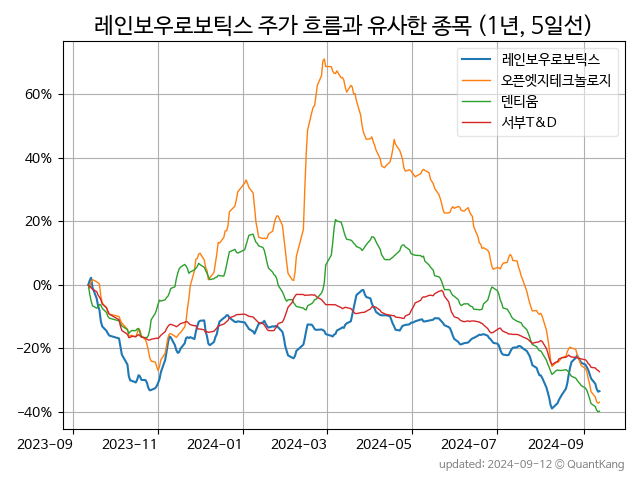 레인보우로보틱스 주가 흐름과 유사한 종목 (1년, 5일선)
레인보우로보틱스
오픈엣지테크놀로지
덴티움
서부T&D
60%
40%
20%
0%
−20%
−40%
2023-09
2023-11
2024-01
2024-03
2024-05
2024-07
2024-09
updated: 2024-09-12 © QuantKang